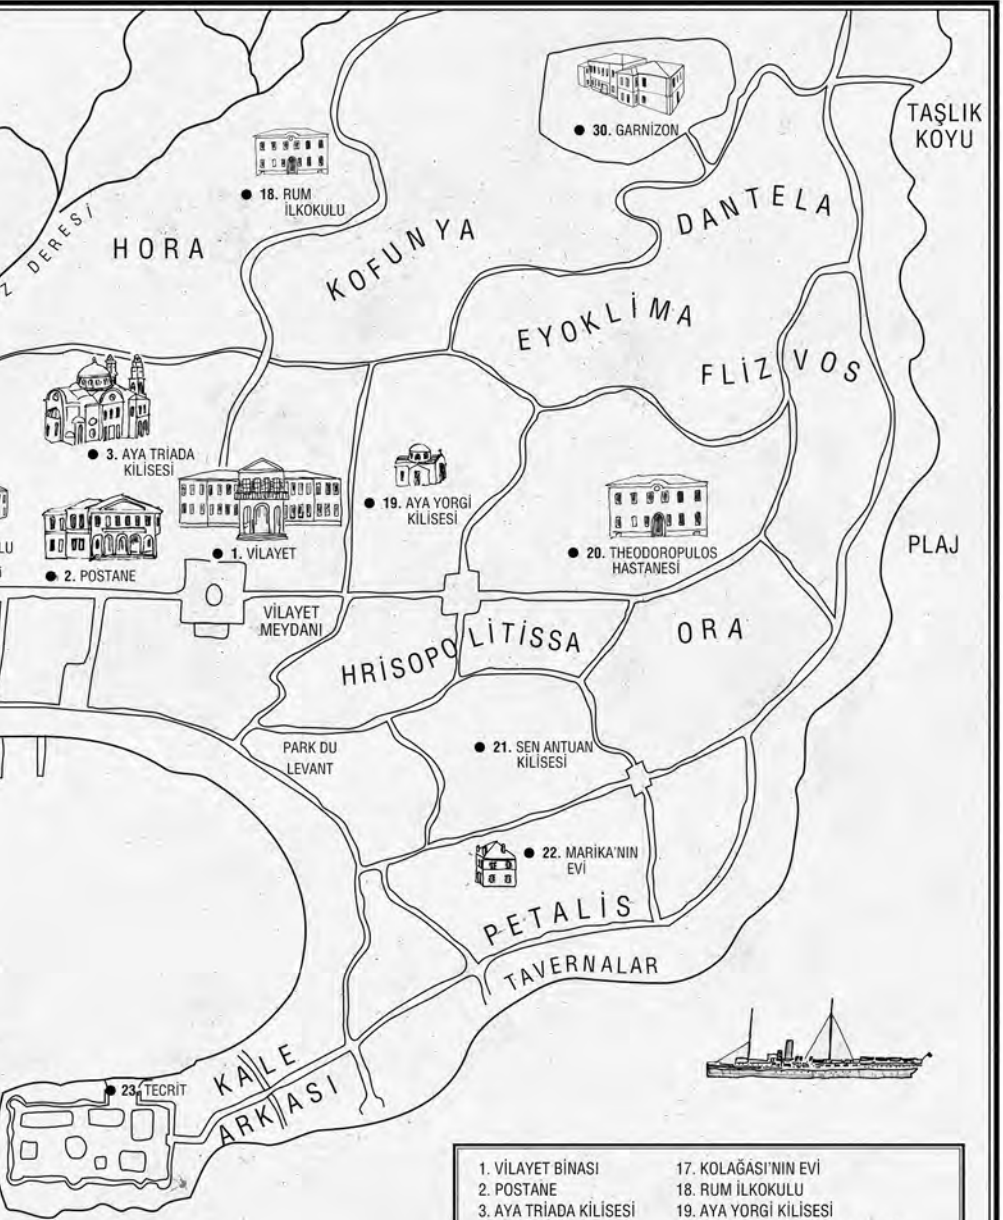 TAŞLIK
KOYU
30. GARNİZON
18. RUM
İLKOKULU
DERESİ
HORA
KOFUNYA
DANTELA
EYOKLİMA
FLİZVOS
3. AYA TRİADA
KİLİSESİ
19. AYA YORGİ
KİLİSESİ
1. VİLAYET
20. THEODOROPULOS
HASTANESİ
PLAJ
2. POSTANE
VİLAYET
MEYDANI
HRİSOPOLİTİSSA
ORA
PARK DU
LEVANT
21. SEN ANTUAN
KİLİSESİ
22. MARİKA'NIN
EVİ
PETALİS
TAVERNALAR
KALE
ARKASI
23. TECRİT
1. VİLAYET BİNASI
2. POSTANE
3. AYA TRİADA KİLİSESİ
17. KOLAĞASI'NIN EVİ
18. RUM İLKOKULU
19. AYA YORGİ KİLİSESİ